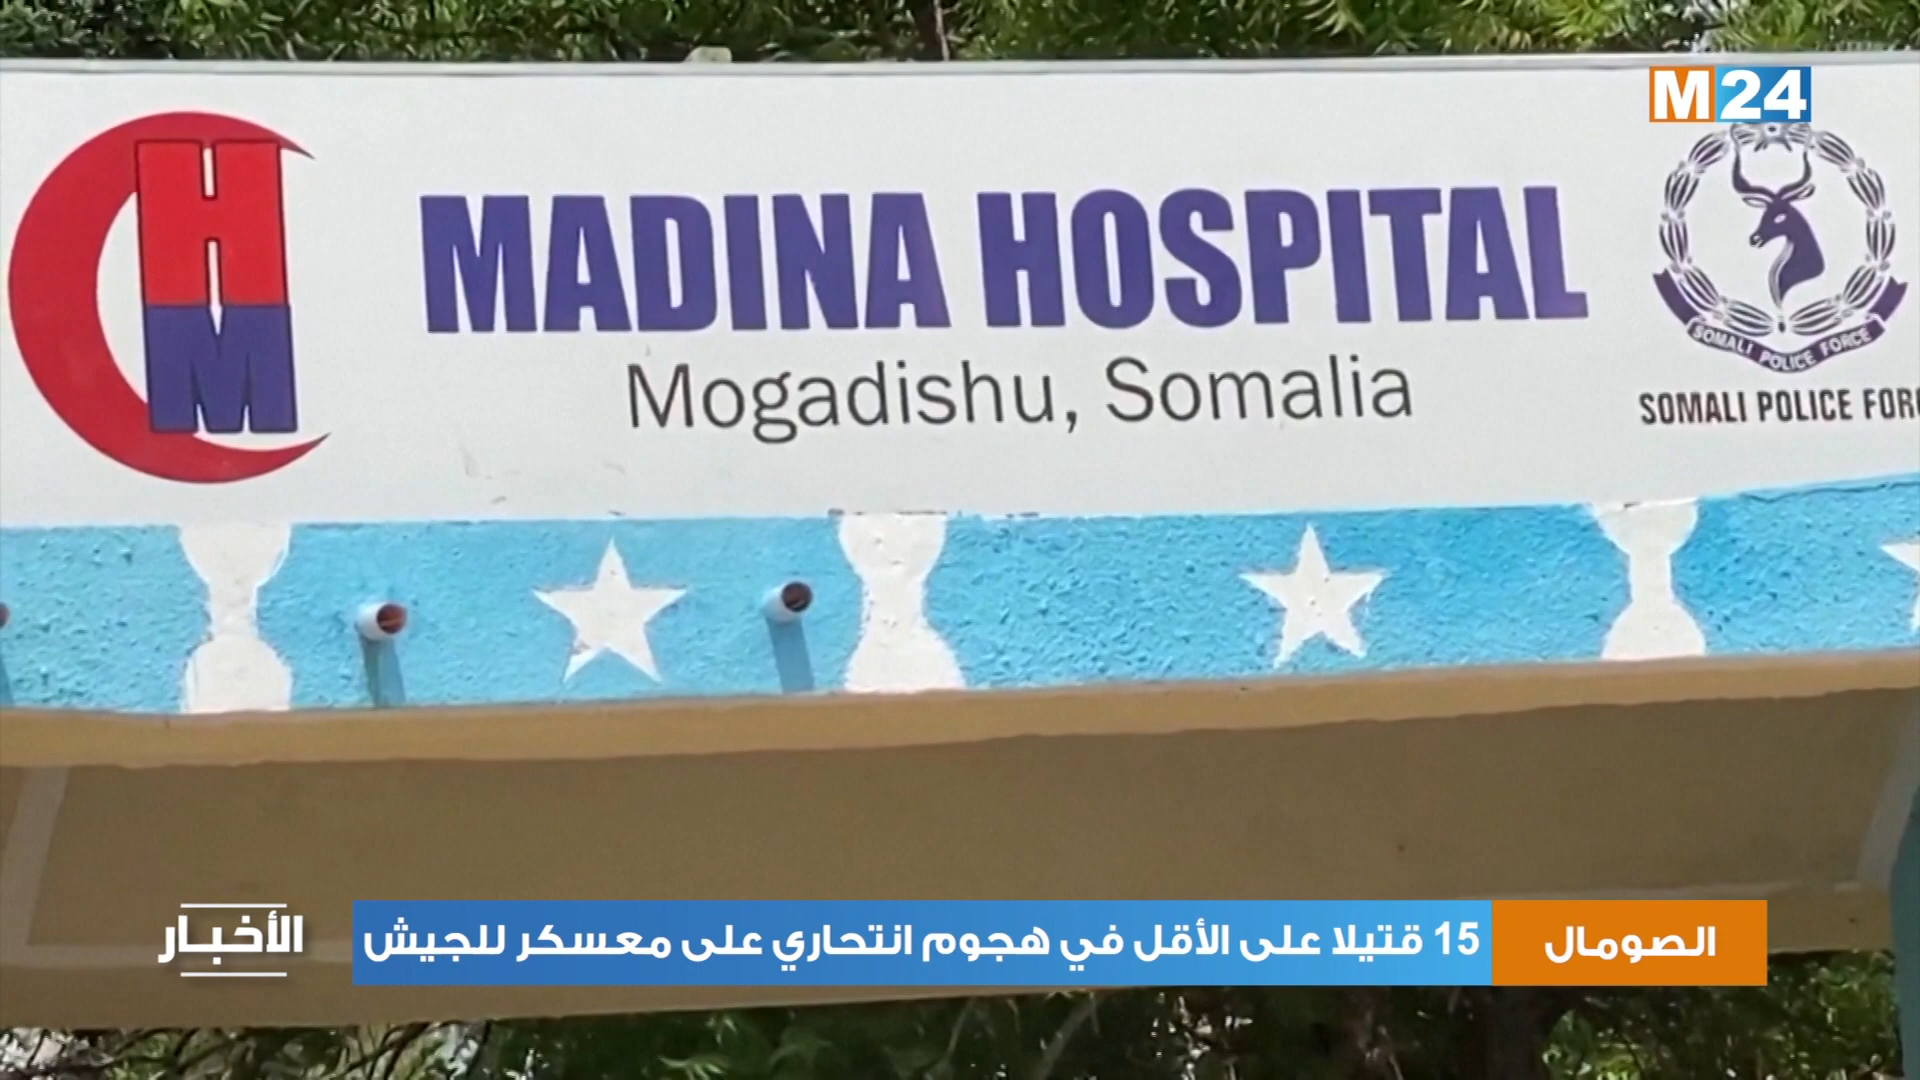 M24
HM
MADINA HOSPITAL
Mogadishu, Somalia
SOMALI POLICE FORCE
SOMALI POLICE FORC
الصومال
15 قتيلا على الأقل في هجوم انتحاري على معسكر للجيش
الأخبار